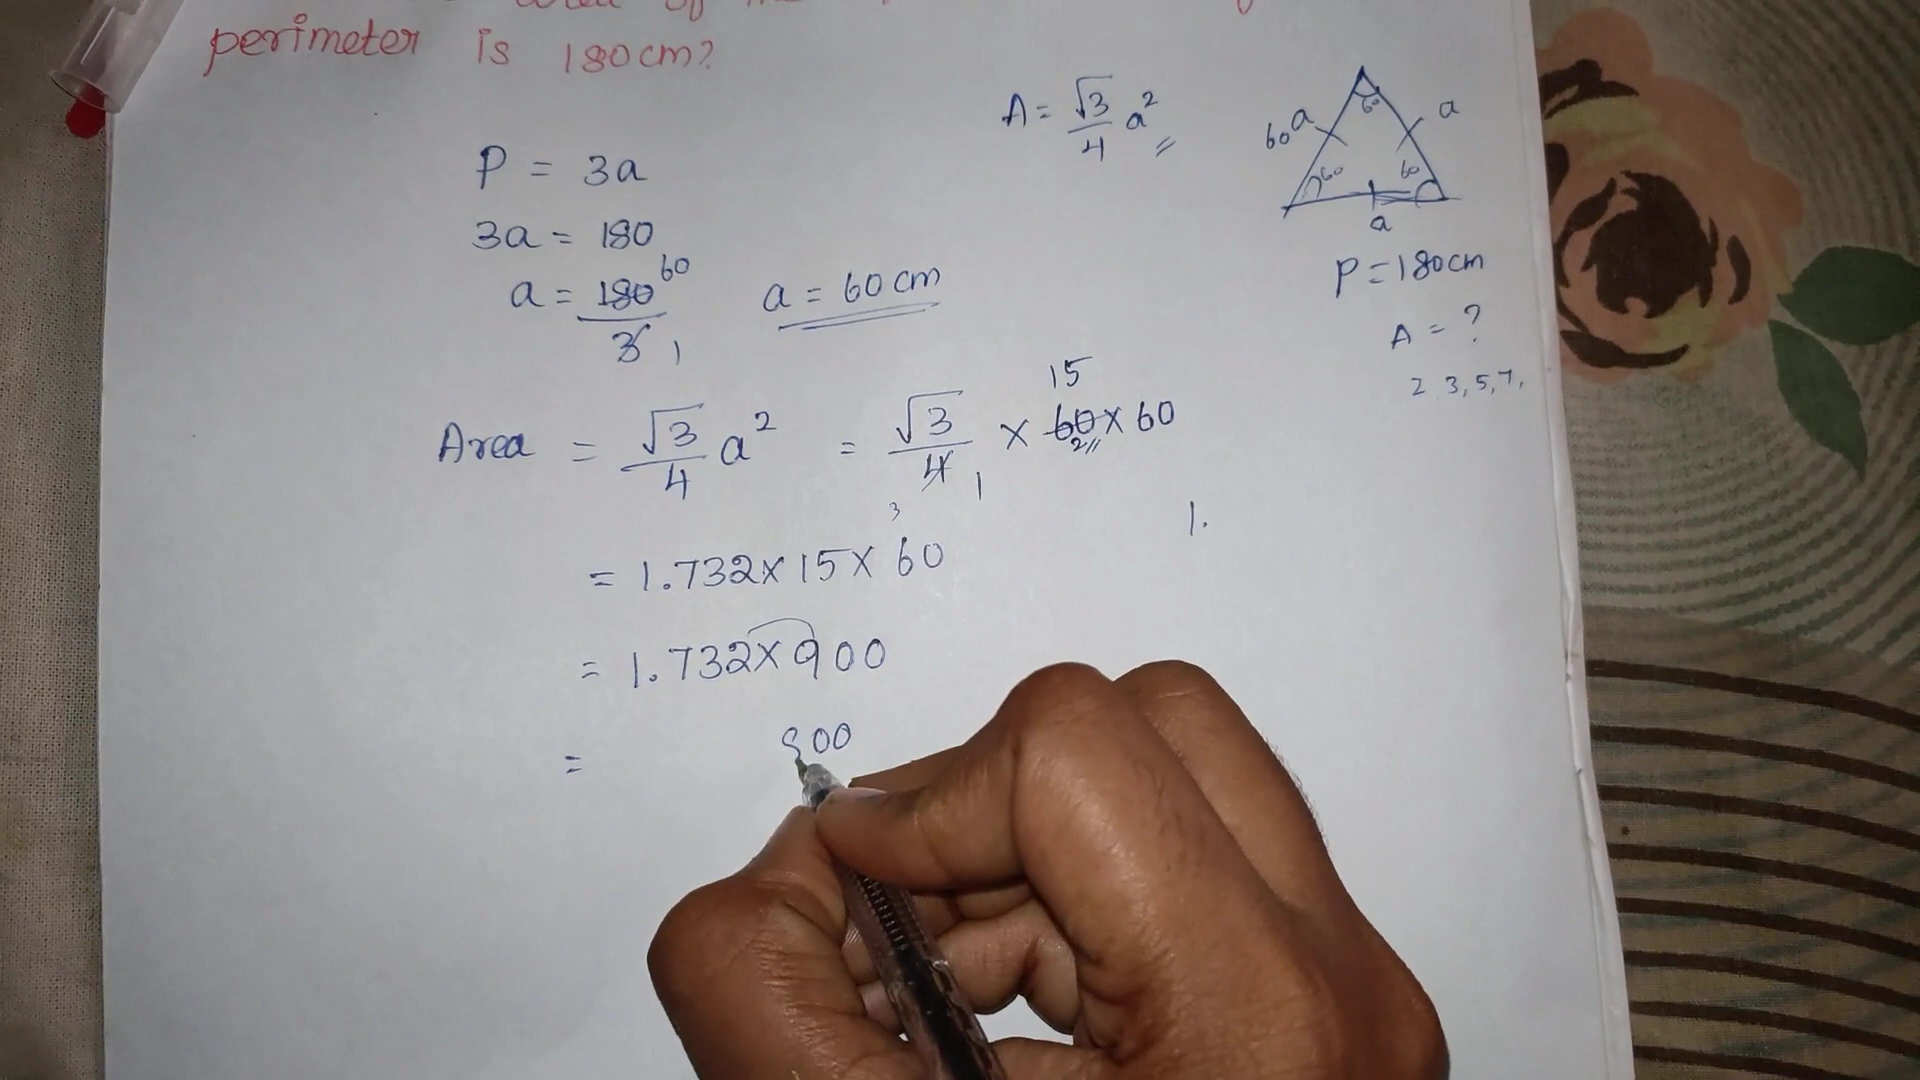 perimeter is 180cm?
A = √3/4 a²
60 a
a
60
60
60
a
P = 3a
3a = 180
a = 180/3 60 1
a = 60 cm
P = 180cm
A = ?
2 3, 5, 7,
Area = √3/4 a² = √3/4 × 60 × 60
15
2
1
3
1.
= 1.732 × 15 × 60
= 1.732 × 900
= 800